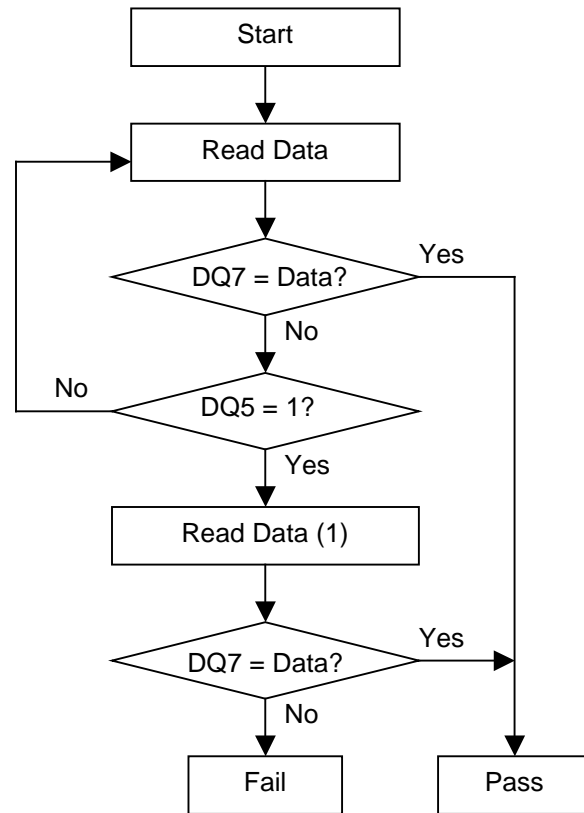 Start
Read Data
DQ7 = Data?
Yes
No
No
DQ5 = 1?
Yes
Read Data (1)
DQ7 = Data?
Yes
No
Fail
Pass